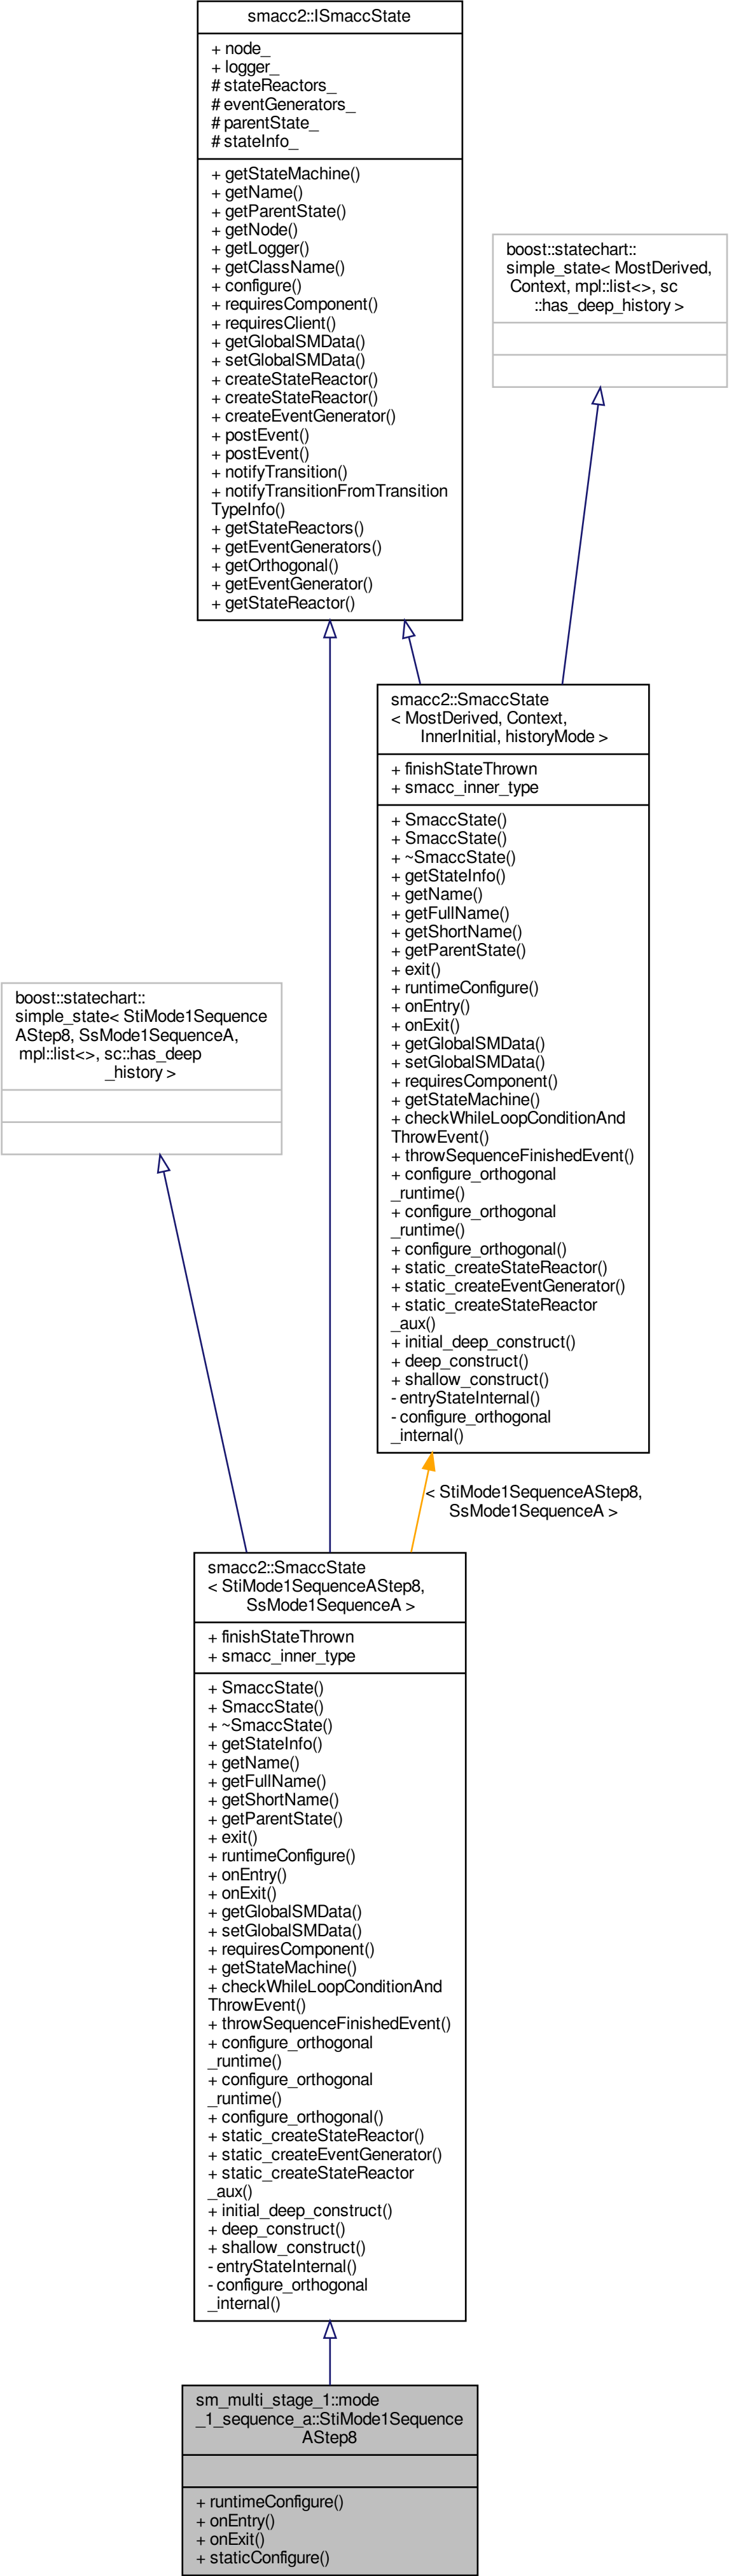 smacc2::ISmaccState
+ node_
+ logger_
# stateReactors_
# eventGenerators_
# parentState_
# stateInfo_
+ getStateMachine()
+ getName()
+ getParentState()
+ getNode()
+ getLogger()
+ getClassName()
+ configure()
+ requiresComponent()
+ requiresClient()
+ getGlobalSMData()
+ setGlobalSMData()
+ createStateReactor()
+ createStateReactor()
+ createEventGenerator()
+ postEvent()
+ postEvent()
+ notifyTransition()
+ notifyTransitionFromTransition
TypeInfo()
+ getStateReactors()
+ getEventGenerators()
+ getOrthogonal()
+ getEventGenerator()
+ getStateReactor()
boost::statechart::
simple_state< MostDerived,
Context, mpl::list<>, sc
::has_deep_history >
smacc2::SmaccState
< MostDerived, Context,
InnerInitial, historyMode >
+ finishStateThrown
+ smacc_inner_type
+ SmaccState()
+ SmaccState()
+ ~SmaccState()
+ getStateInfo()
+ getName()
+ getFullName()
+ getShortName()
+ getParentState()
+ exit()
+ runtimeConfigure()
+ onEntry()
+ onExit()
+ getGlobalSMData()
+ setGlobalSMData()
+ requiresComponent()
+ getStateMachine()
+ checkWhileLoopConditionAnd
ThrowEvent()
+ throwSequenceFinishedEvent()
+ configure_orthogonal
_runtime()
+ configure_orthogonal
_runtime()
+ configure_orthogonal()
+ static_createStateReactor()
+ static_createEventGenerator()
+ static_createStateReactor
_aux()
+ initial_deep_construct()
+ deep_construct()
+ shallow_construct()
- entryStateInternal()
- configure_orthogonal
_internal()
boost::statechart::
simple_state< StiMode1Sequence
AStep8, SsMode1SequenceA,
mpl::list<>, sc::has_deep
_history >
< StiMode1SequenceAStep8,
SsMode1SequenceA >
smacc2::SmaccState
< StiMode1SequenceAStep8,
SsMode1SequenceA >
+ finishStateThrown
+ smacc_inner_type
+ SmaccState()
+ SmaccState()
+ ~SmaccState()
+ getStateInfo()
+ getName()
+ getFullName()
+ getShortName()
+ getParentState()
+ exit()
+ runtimeConfigure()
+ onEntry()
+ onExit()
+ getGlobalSMData()
+ setGlobalSMData()
+ requiresComponent()
+ getStateMachine()
+ checkWhileLoopConditionAnd
ThrowEvent()
+ throwSequenceFinishedEvent()
+ configure_orthogonal
_runtime()
+ configure_orthogonal
_runtime()
+ configure_orthogonal()
+ static_createStateReactor()
+ static_createEventGenerator()
+ static_createStateReactor
_aux()
+ initial_deep_construct()
+ deep_construct()
+ shallow_construct()
- entryStateInternal()
- configure_orthogonal
_internal()
sm_multi_stage_1::mode
_1_sequence_a::StiMode1Sequence
AStep8
+ runtimeConfigure()
+ onEntry()
+ onExit()
+ staticConfigure()